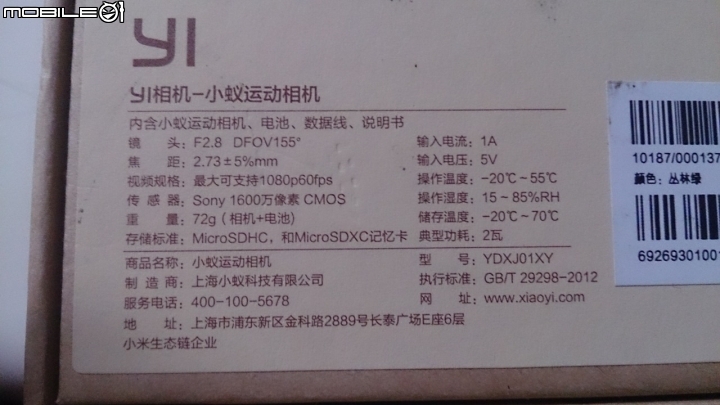 MOBILE01
YI
YI相机-小蚁运动相机
内含小蚁运动相机、电池、数据线、说明书
镜 头: F2.8 DFOV155° 输入电流: 1A
焦 距: 2.73±5%mm 输入电压: 5V
视频规格: 最大可支持1080p60fps 操作温度: -20℃~55℃
传 感 器: Sony 1600万像素 CMOS 操作湿度: 15~85%RH
重 量: 72g (相机+电池) 储存温度: -20℃~70℃
存储标准: MicroSDHC, 和MicroSDXC记忆卡 典型功耗: 2瓦
商品名称: 小蚁运动相机 型 号: YDXJ01XY
制 造 商: 上海小蚁科技有限公司 执行标准: GB/T 29298-2012
服务电话: 400-100-5678 网 址: www.xiaoyi.com
地 址: 上海市浦东新区金科路2889号长泰广场E座6层
小米生态链企业
10187/000137
颜色: 丛林绿
69269301001